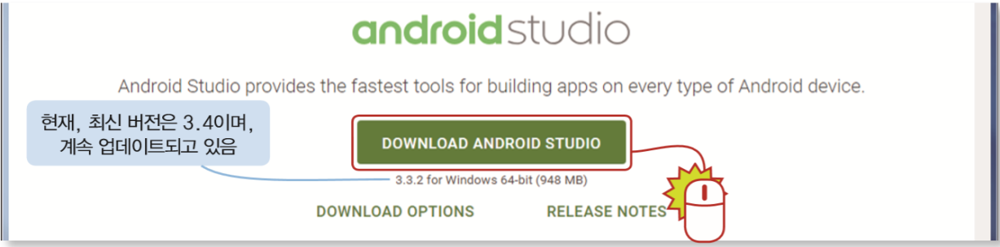 android studio
Android Studio provides the fastest tools for building apps on every type of Android device.
현재, 최신 버전은 3.4이며,
계속 업데이트되고 있음
DOWNLOAD ANDROID STUDIO
3.3.2 for Windows 64-bit (948 MB)
DOWNLOAD OPTIONS RELEASE NOTES